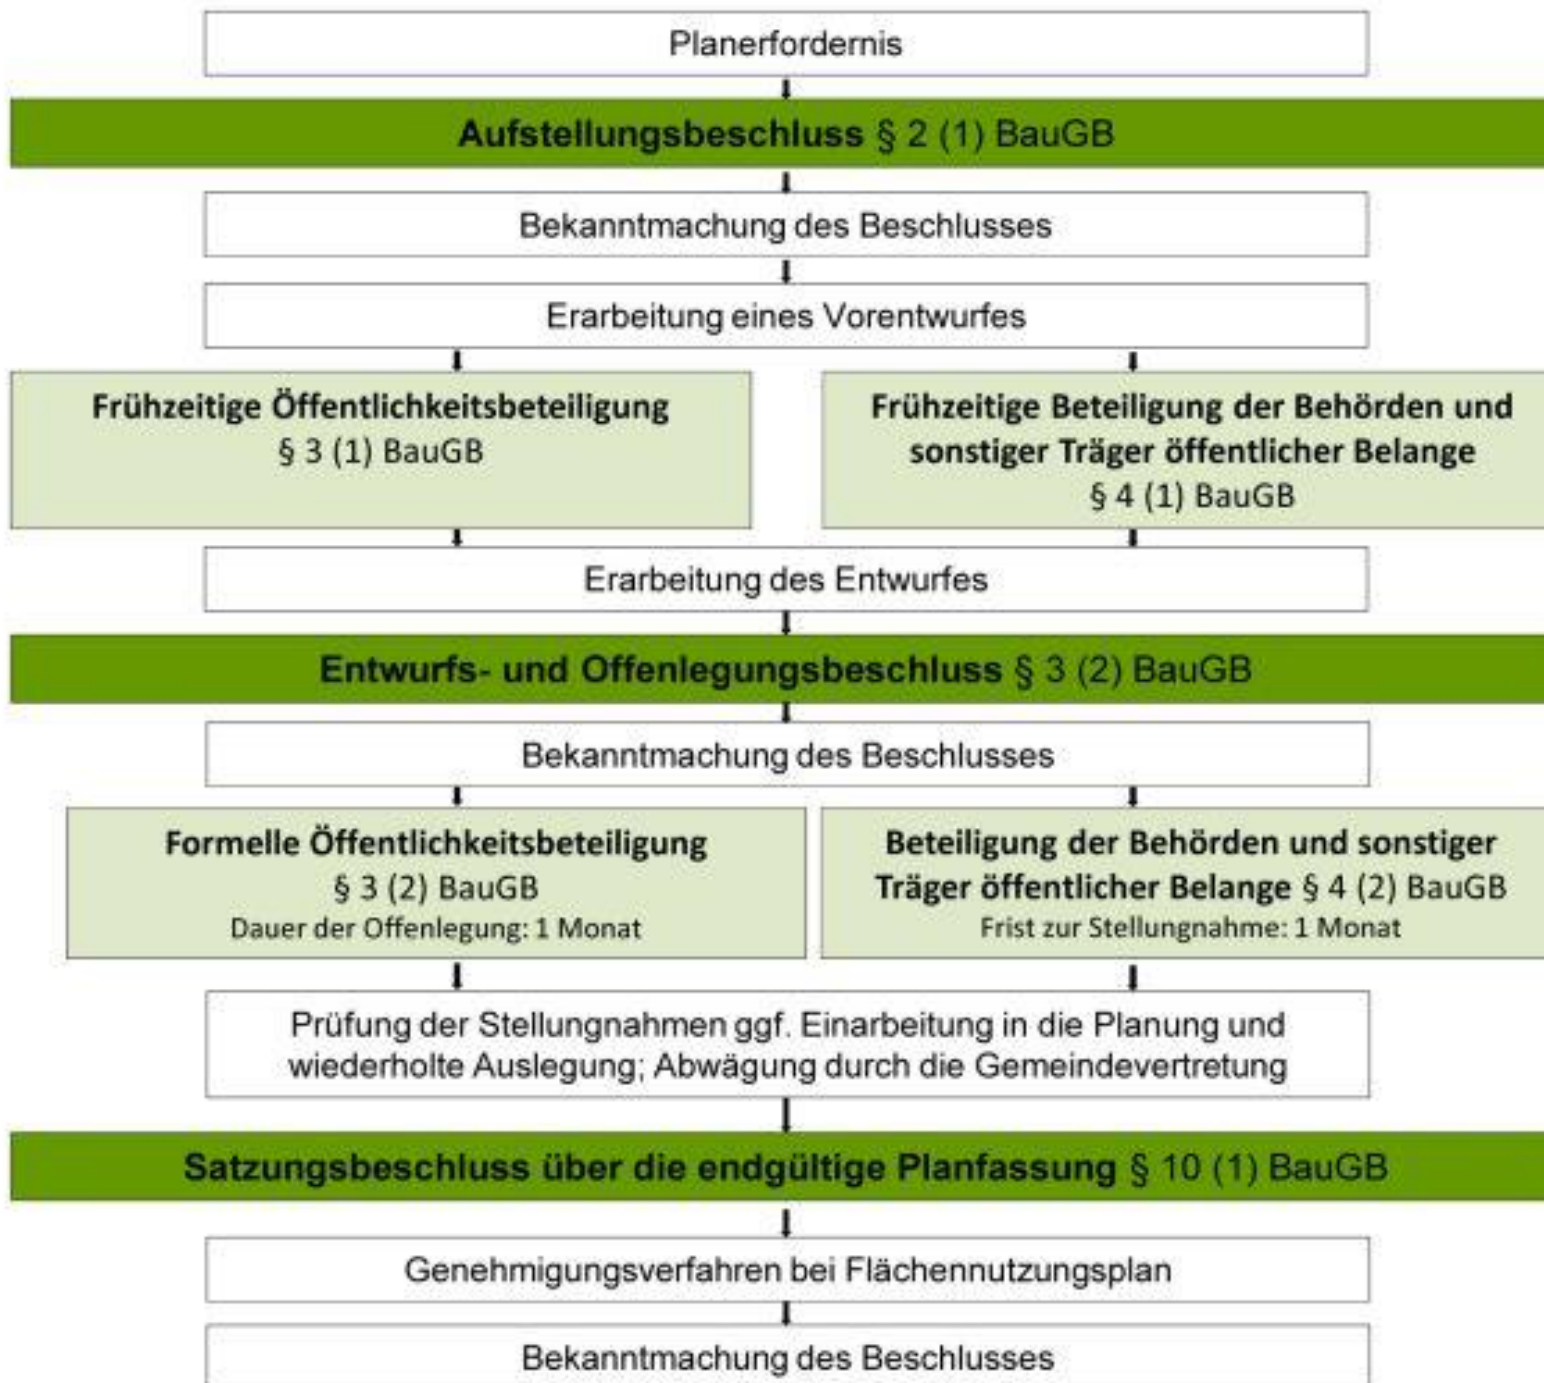 Planerfordernis
Aufstellungsbeschluss § 2 (1) BauGB
Bekanntmachung des Beschlusses
Erarbeitung eines Vorentwurfes
Frühzeitige Öffentlichkeitsbeteiligung
§ 3 (1) BauGB
Frühzeitige Beteiligung der Behörden und
sonstiger Träger öffentlicher Belange
§ 4 (1) BauGB
Erarbeitung des Entwurfes
Entwurfs- und Offenlegungsbeschluss § 3 (2) BauGB
Bekanntmachung des Beschlusses
Formelle Öffentlichkeitsbeteiligung
§ 3 (2) BauGB
Dauer der Offenlegung: 1 Monat
Beteiligung der Behörden und sonstiger
Träger öffentlicher Belange § 4 (2) BauGB
Frist zur Stellungnahme: 1 Monat
Prüfung der Stellungnahmen ggf. Einarbeitung in die Planung und
wiederholte Auslegung; Abwägung durch die Gemeindevertretung
Satzungsbeschluss über die endgültige Planfassung § 10 (1) BauGB
Genehmigungsverfahren bei Flächennutzungsplan
Bekanntmachung des Beschlusses